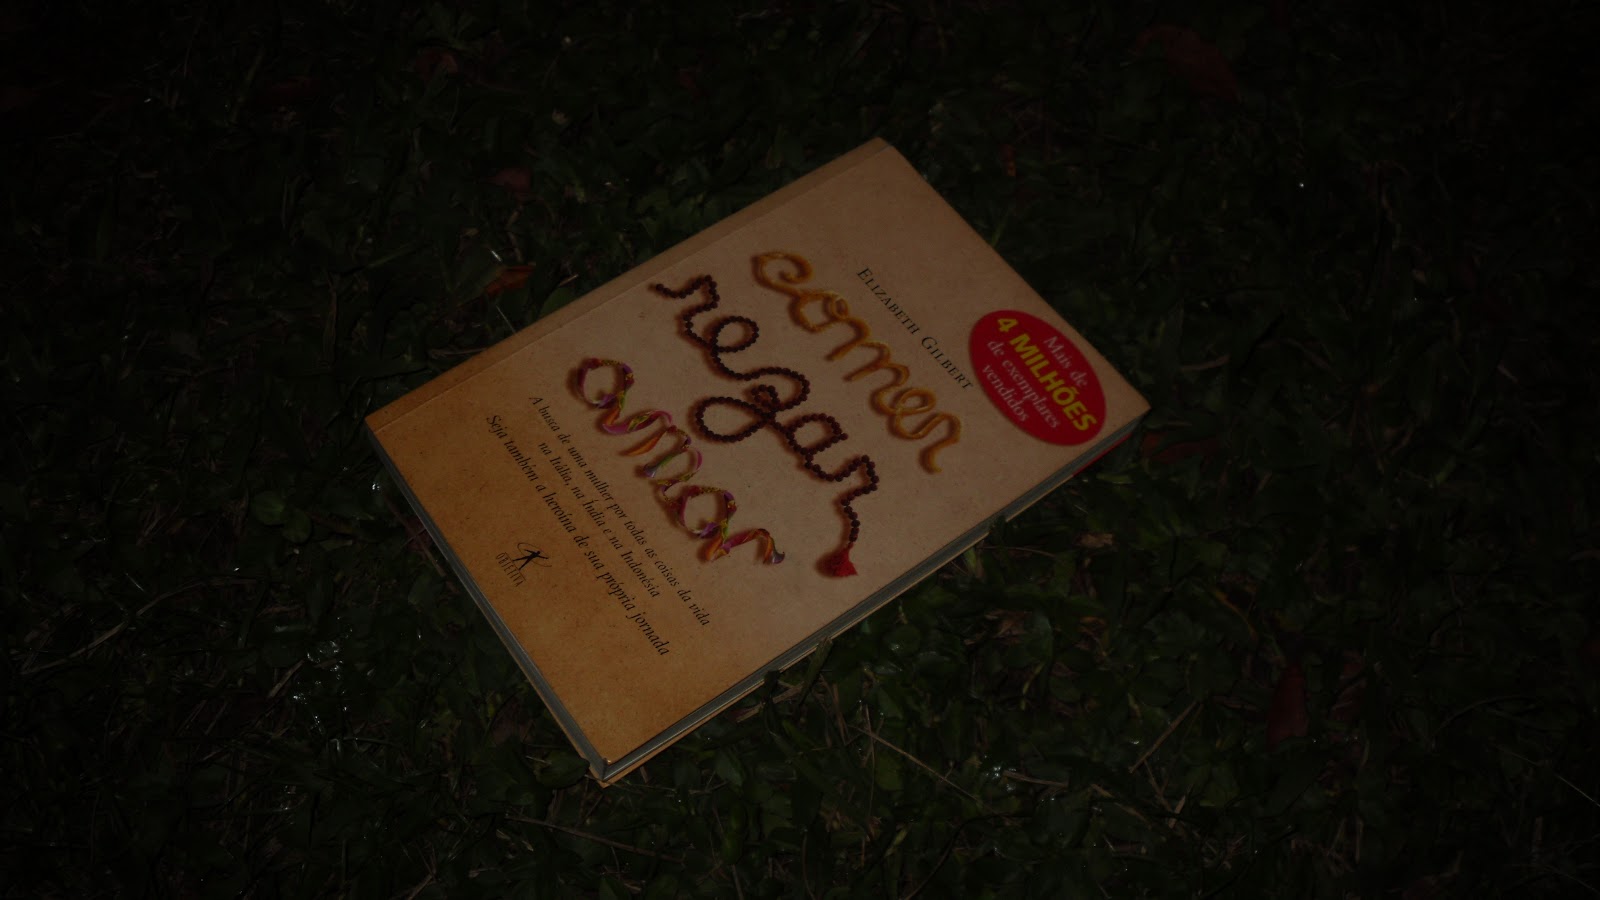 Mais de
4 MILHÕES
de exemplares
vendidos
ELIZABETH GILBERT
comer
rezar
amar
A busca de uma mulher por todas as coisas da vida
na Itália, na Índia e na Indonésia
Seja também a heroína de sua própria jornada
OBJETIVA